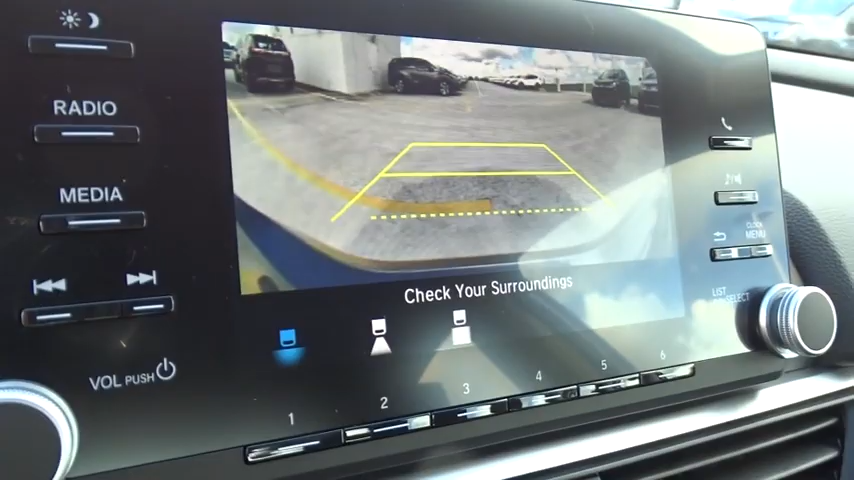 RADIO
MEDIA
VOL PUSH
Check Your Surroundings
1 2 3 4 5 6
CLOCK
MENU
LIST
SELECT